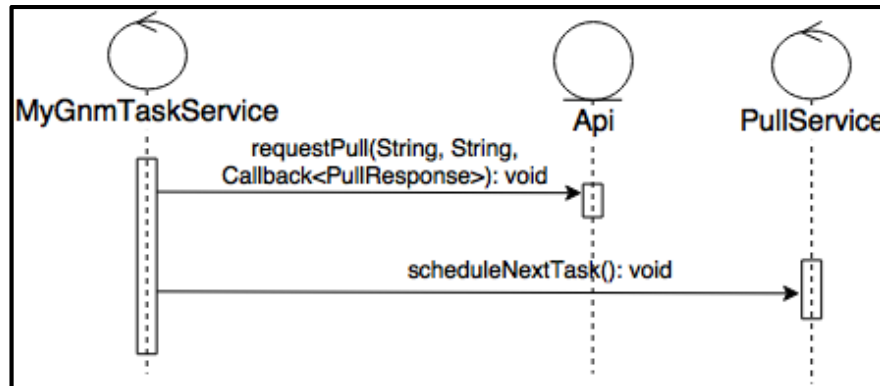 MyGnmTaskService
Api
PullService
requestPull(String, String,
Callback<PullResponse>): void
scheduleNextTask(): void